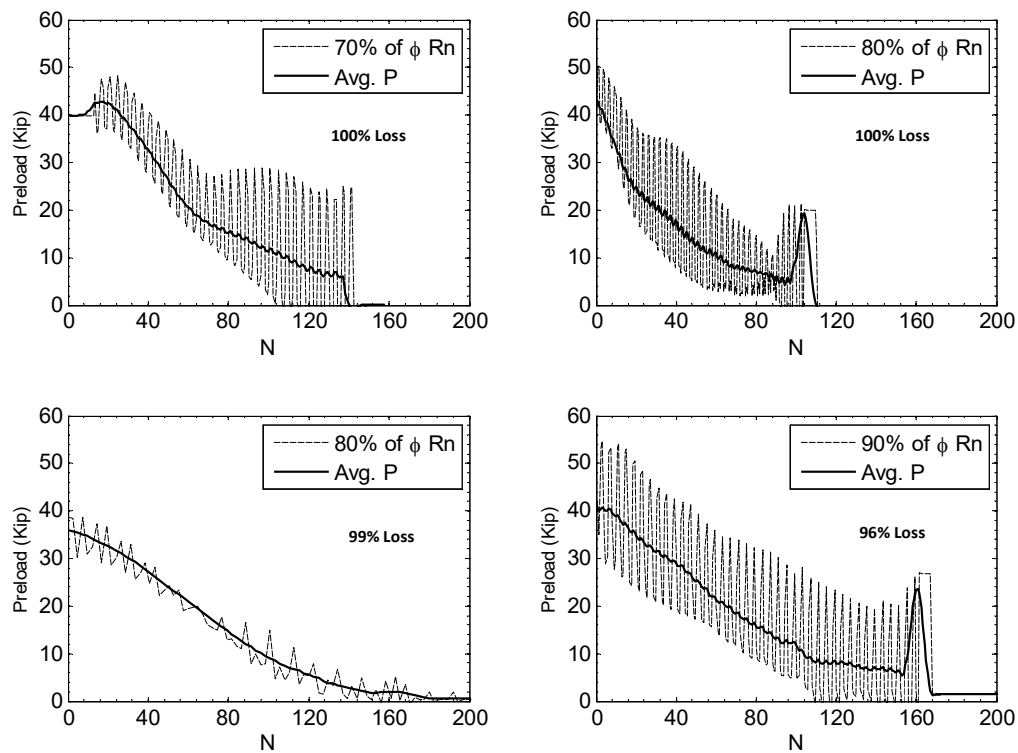 60
50
40
30
20
10
0
Preload (Kip)
70% of ϕ Rn
Avg. P
100% Loss
0 40 80 120 160 200
N
60
50
40
30
20
10
0
Preload (Kip)
80% of ϕ Rn
Avg. P
100% Loss
0 40 80 120 160 200
N
60
50
40
30
20
10
0
Preload (Kip)
80% of ϕ Rn
Avg. P
99% Loss
0 40 80 120 160 200
N
60
50
40
30
20
10
0
Preload (Kip)
90% of ϕ Rn
Avg. P
96% Loss
0 40 80 120 160 200
N